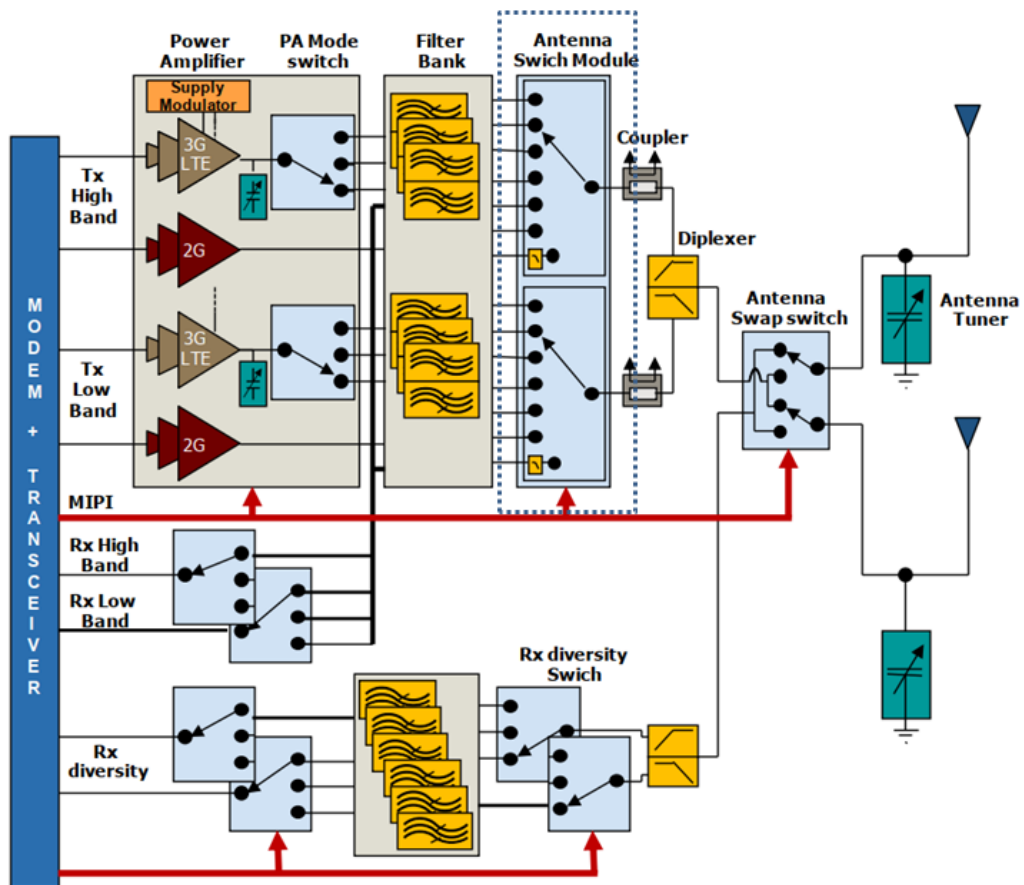 Power
Amplifier
PA Mode
switch
Filter
Bank
Antenna
Swich Module
Supply
Modulator
3G
LTE
Coupler
Tx
High
Band
2G
Diplexer
Antenna
Swap switch
Antenna
Tuner
3G
LTE
Tx
Low
Band
2G
MODEM + TRANSCEIVER
MIPI
Rx High
Band
Rx Low
Band
Rx diversity
Swich
Rx
diversity